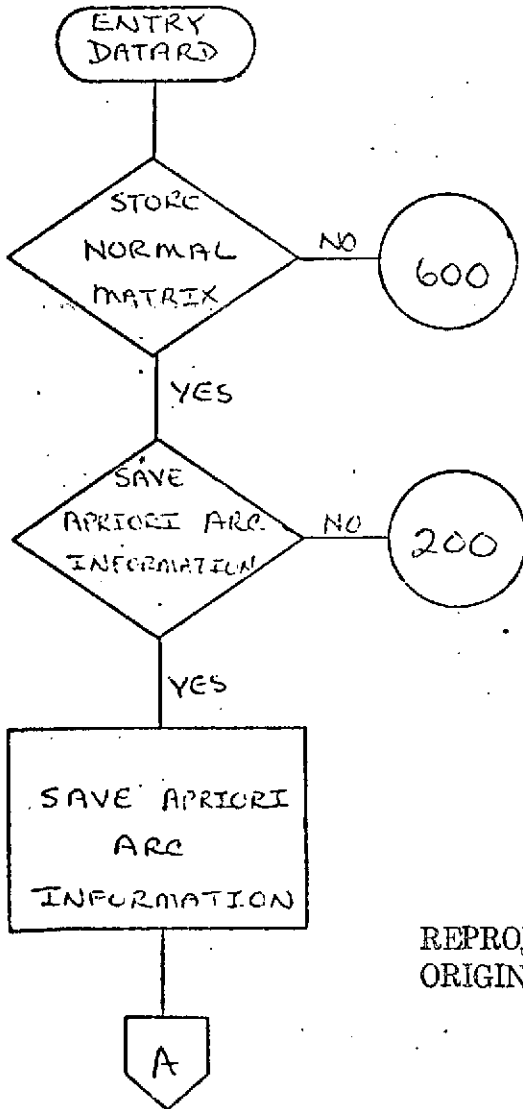 ENTRY
DATARD
STORE
NORMAL
MATRIX
NO
600
YES
SAVE
APRIORI ARC
INFORMATION
NO
200
YES
SAVE APRIORI
ARC
INFORMATION
A